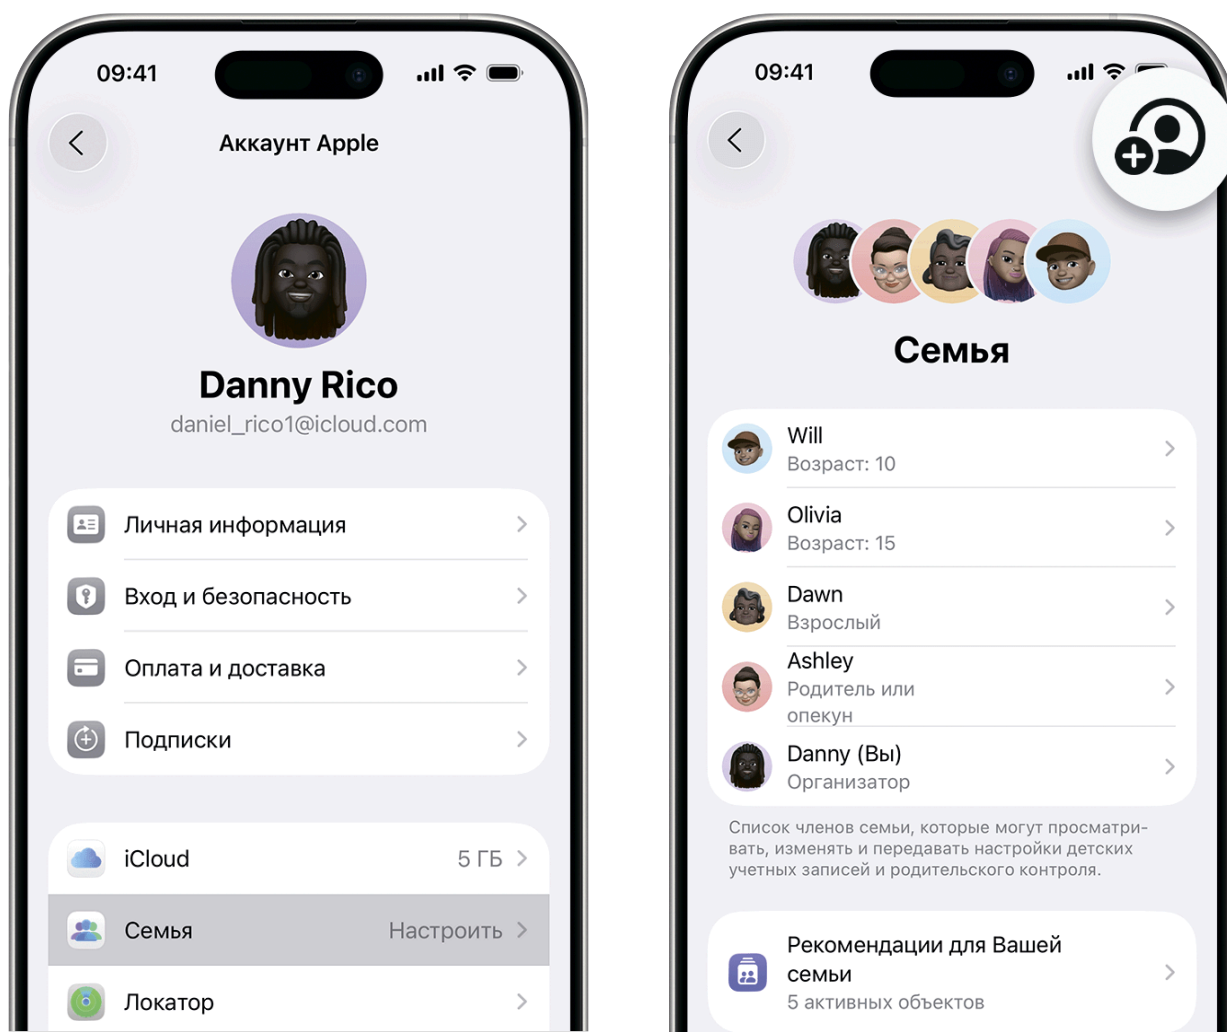 09:41
Аккаунт Apple
Danny Rico
daniel_rico1@icloud.com
Личная информация
Вход и безопасность
Оплата и доставка
Подписки
iCloud 5 ГБ
Семья Настроить
Локатор
09:41
Семья
Will
Возраст: 10
Olivia
Возраст: 15
Dawn
Взрослый
Ashley
Родитель или
опекун
Danny (Вы)
Организатор
Список членов семьи, которые могут просматри-
вать, изменять и передавать настройки детских
учетных записей и родительского контроля.
Рекомендации для Вашей
семьи
5 активных объектов